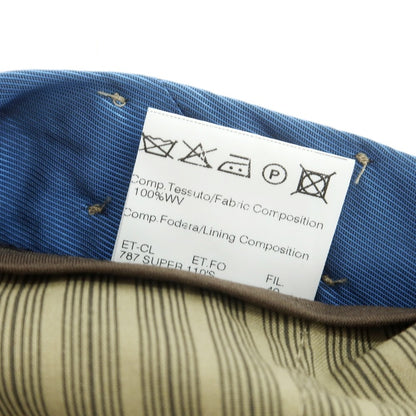 P
Comp.Tessuto/Fabric Composition
100%WV
Comp.Fodera/Lining Composition
ET-CL ET.FO FIL.
787 SUPER 110'S